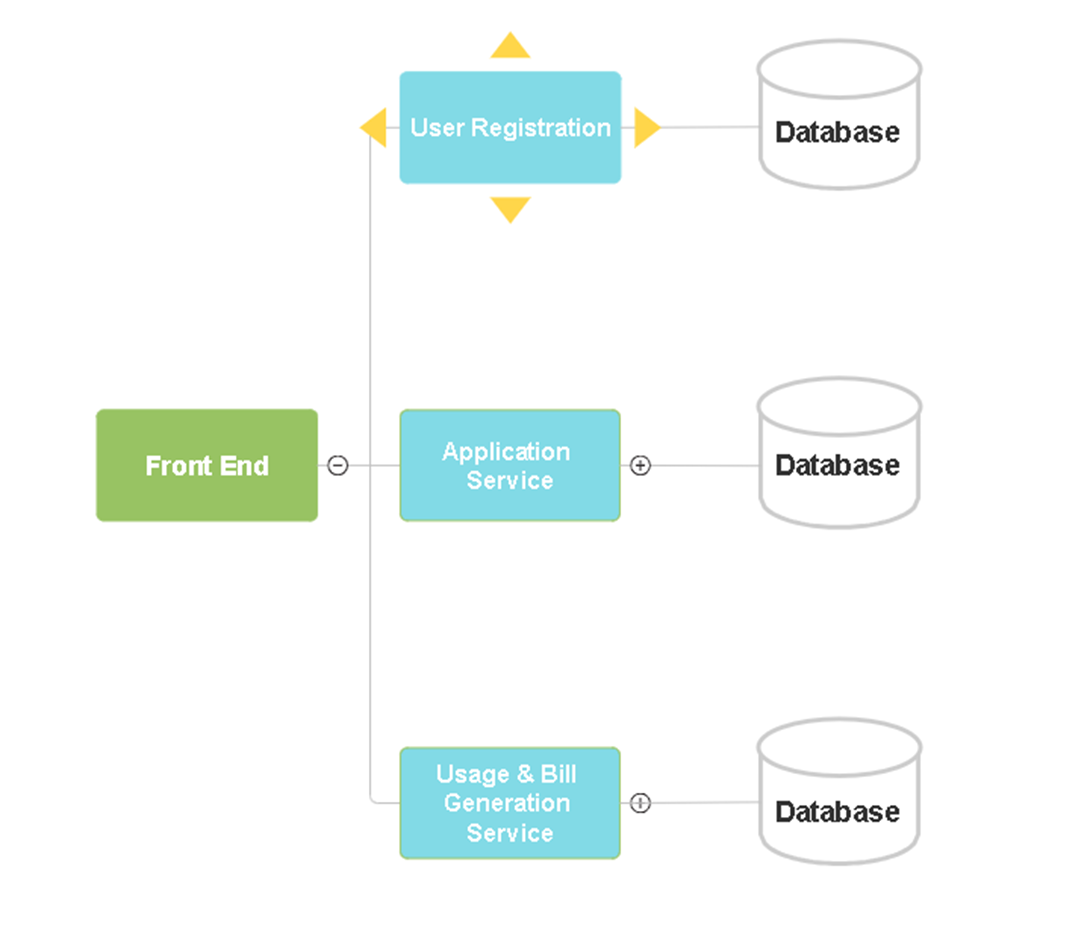 User Registration
Database
Front End
Application
Service
Database
Usage & Bill
Generation
Service
Database